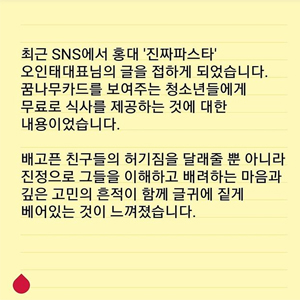 최근 SNS에서 홍대 '진짜파스타'
오인태대표님의 글을 접하게 되었습니다.
꿈나무카드를 보여주는 청소년들에게
무료로 식사를 제공하는 것에 대한
내용이었습니다.
배고픈 친구들의 허기짐을 달래줄 뿐 아니라
진정으로 그들을 이해하고 배려하는 마음과
깊은 고민의 흔적이 함께 글귀에 짙게
베어있는 것이 느껴졌습니다.